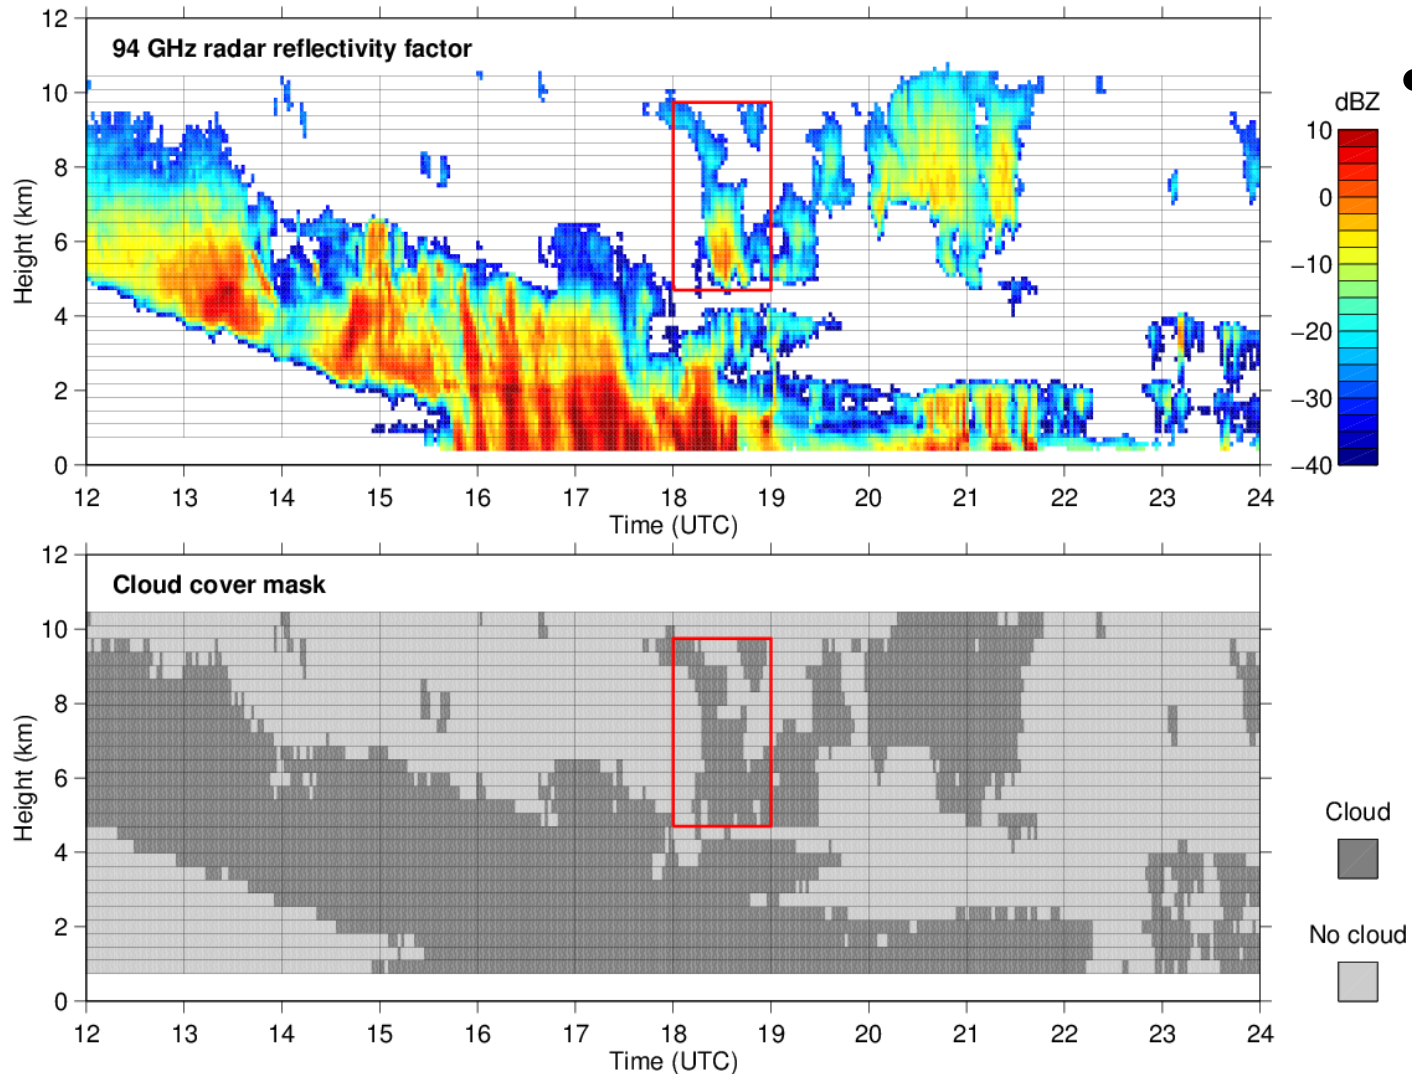 12
94 GHz radar reflectivity factor
10
8
6
4
2
0
Height (km)
12 13 14 15 16 17 18 19 20 21 22 23 24
Time (UTC)
dBZ
10
0
−10
−20
−30
−40
12
Cloud cover mask
10
8
6
4
2
0
Height (km)
12 13 14 15 16 17 18 19 20 21 22 23 24
Time (UTC)
Cloud
No cloud